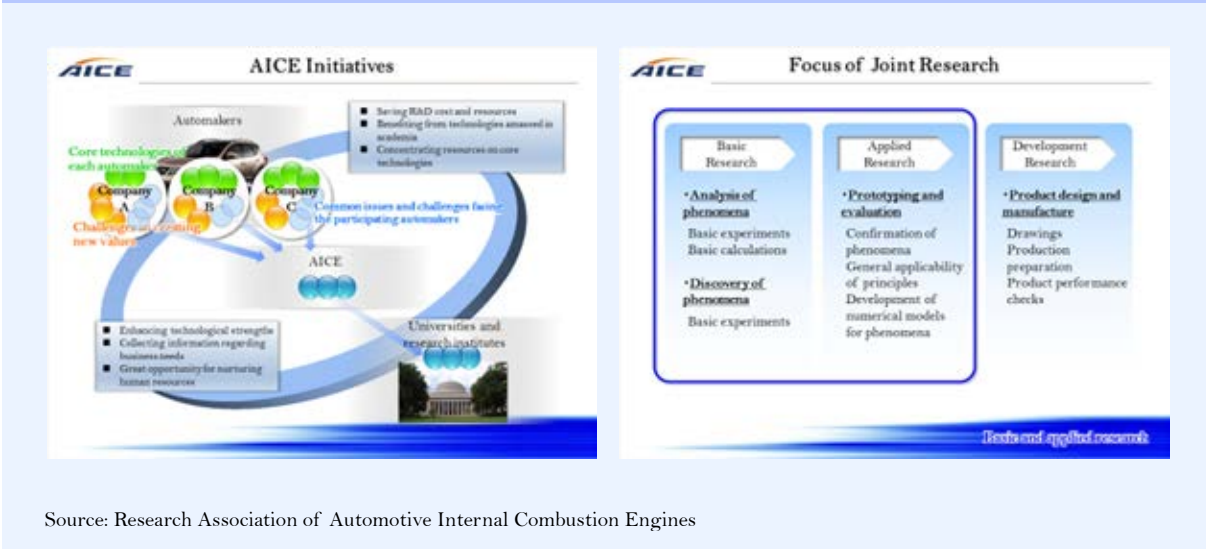 AICE
AICE Initiatives
Automakers
■ Saving R&D cost and resources
■ Benefiting from technologies amassed in
academia
■ Concentrating resources on core
technologies
Core technologies of
each automaker
Company
A
Company
B
Company
C
Common issues and challenges facing
the participating automakers
Challenges in creating
new values
AICE
■ Enhancing technological strengths
■ Collecting information regarding
business needs
■ Great opportunity for nurturing
human resources
Universities and
research institutes
AICE
Focus of Joint Research
Basic
Research
・Analysis of
phenomena
Basic experiments
Basic calculations
・Discovery of
phenomena
Basic experiments
Applied
Research
・Prototyping and
evaluation
Confirmation of
phenomena
General applicability
of principles
Development of
numerical models
for phenomena
Development
Research
・Product design and
manufacture
Drawings
Production
preparation
Product performance
checks
Basic and applied research
Source: Research Association of Automotive Internal Combustion Engines